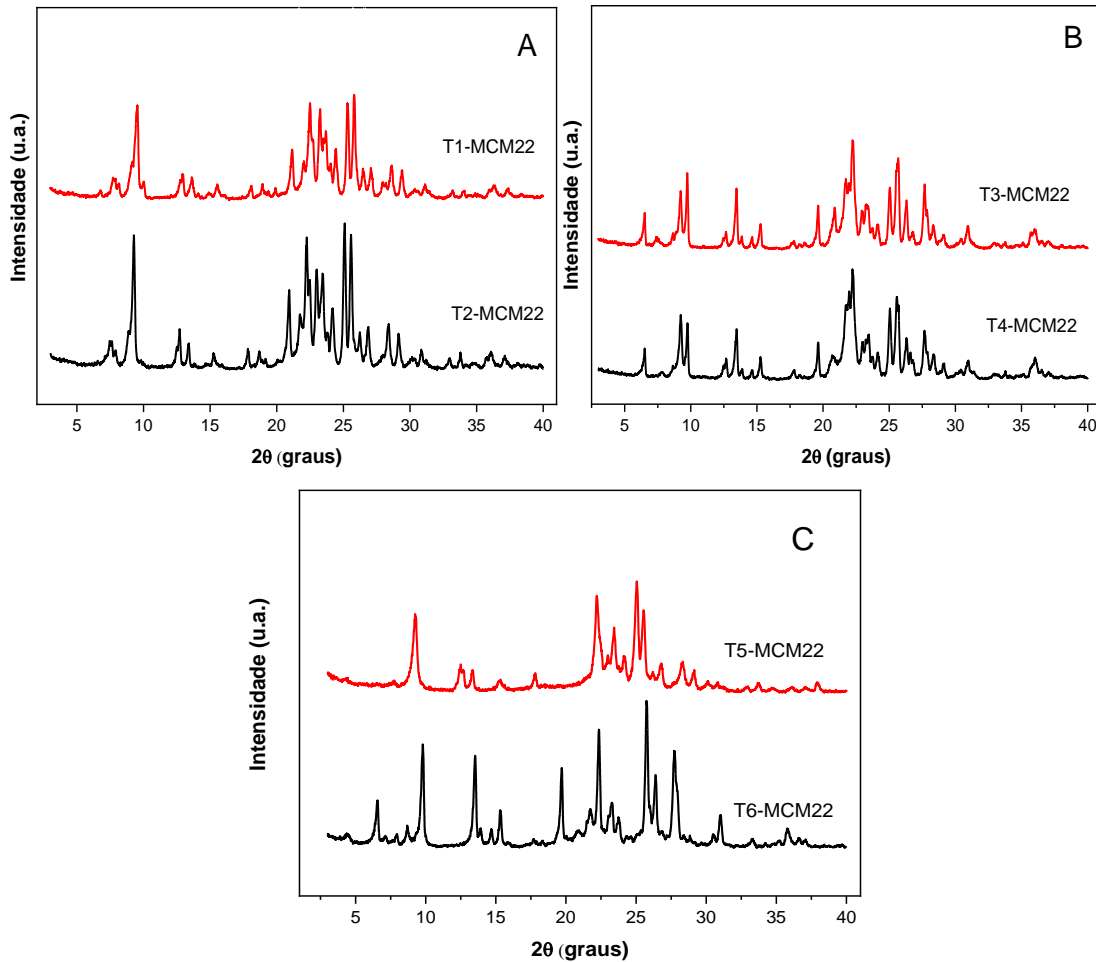 A
T1-MCM22
T2-MCM22
Intensidade (u.a.)
5 10 15 20 25 30 35 40
2θ (graus)
B
T3-MCM22
T4-MCM22
Intensidade (u.a.)
5 10 15 20 25 30 35 40
2θ (graus)
C
T5-MCM22
T6-MCM22
Intensidade (u.a.)
5 10 15 20 25 30 35 40
2θ (graus)